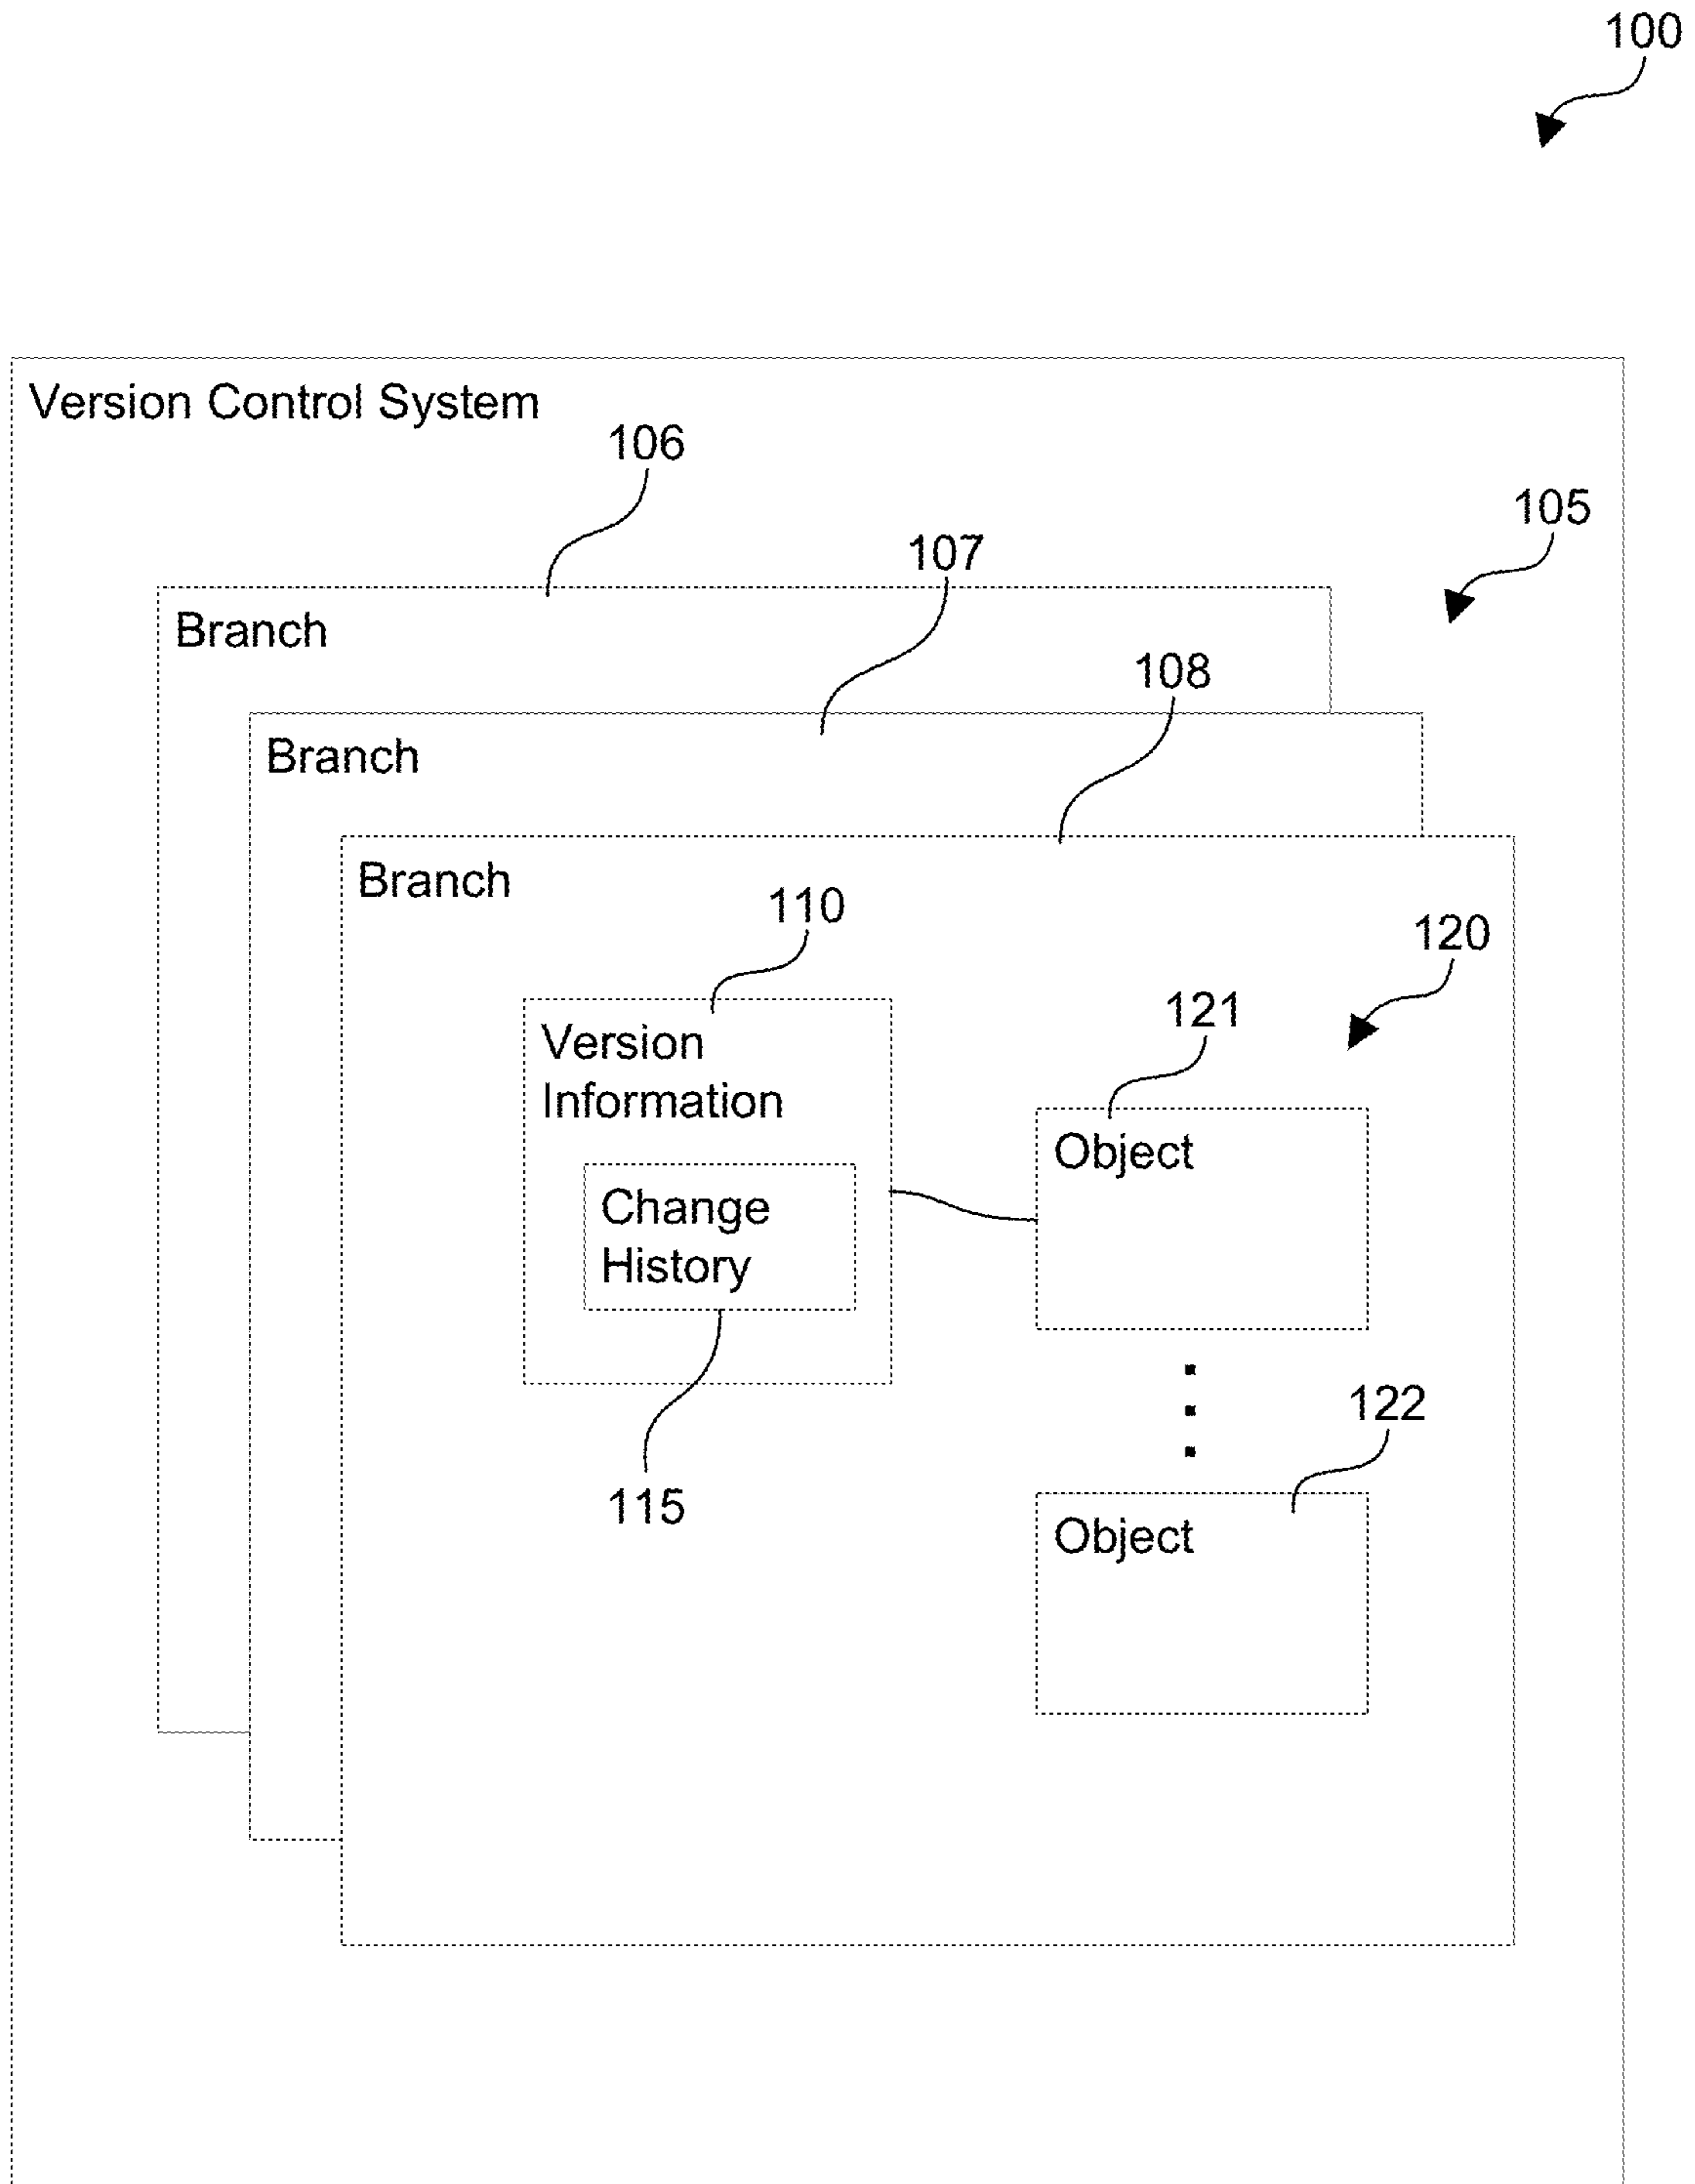 100
Version Control System
106
105
107
Branch
108
Branch
Branch
110
120
121
Version
Information
Object
Change
History
122
115
Object